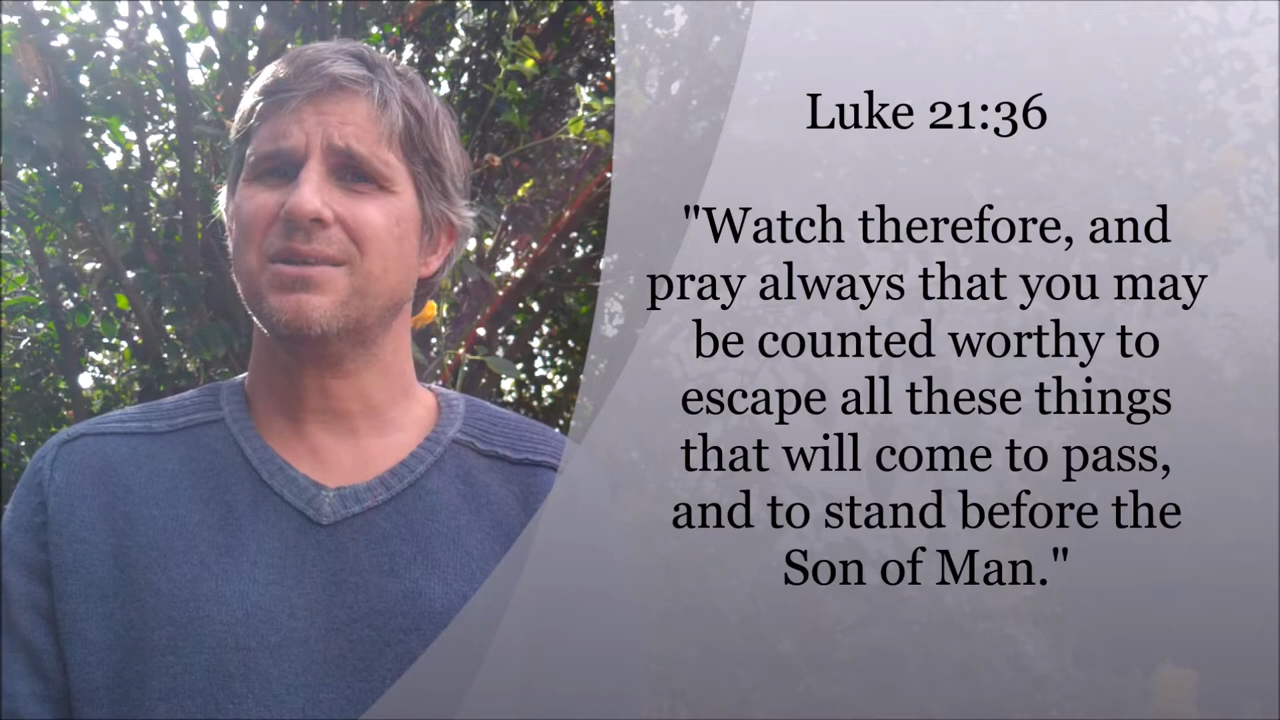 Luke 21:36
"Watch therefore, and
pray always that you may
be counted worthy to
escape all these things
that will come to pass,
and to stand before the
Son of Man."